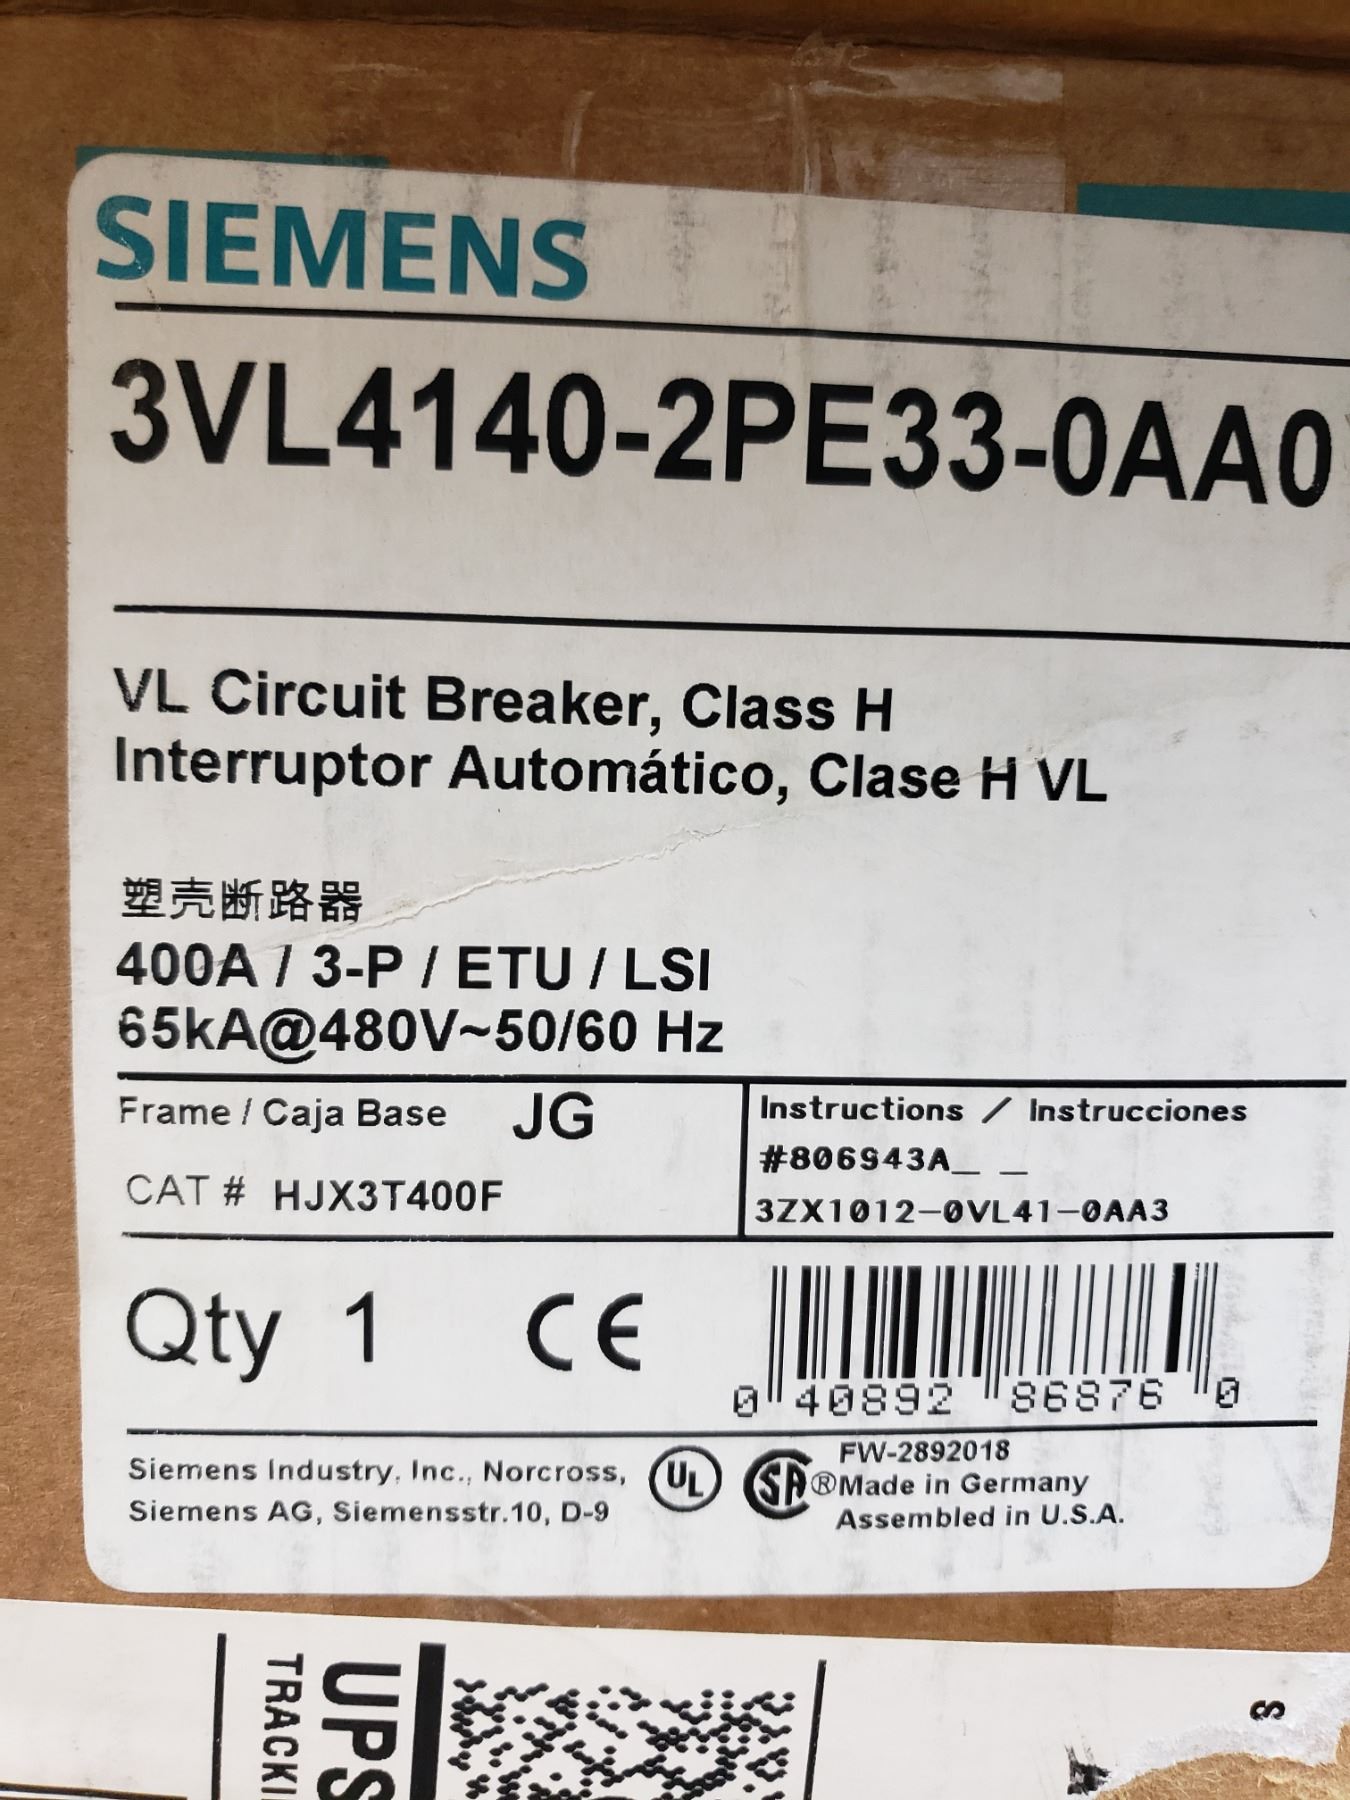 SIEMENS
3VL4140-2PE33-0AA0
VL Circuit Breaker, Class H
Interruptor Automático, Clase H VL
塑壳断路器
400A / 3-P / ETU / LSI
65kA@480V~50/60 Hz
Frame / Caja Base JG
CAT # HJX3T400F
Instructions / Instrucciones
#806943A_ _
3ZX1012-0VL41-0AA3
Qty 1 CE
0 40892 86876 0
Siemens Industry, Inc., Norcross,
Siemens AG, Siemensstr.10, D-9
UL
SA ®
FW-2892018
Made in Germany
Assembled in U.S.A.
UPS
TRACKI
S